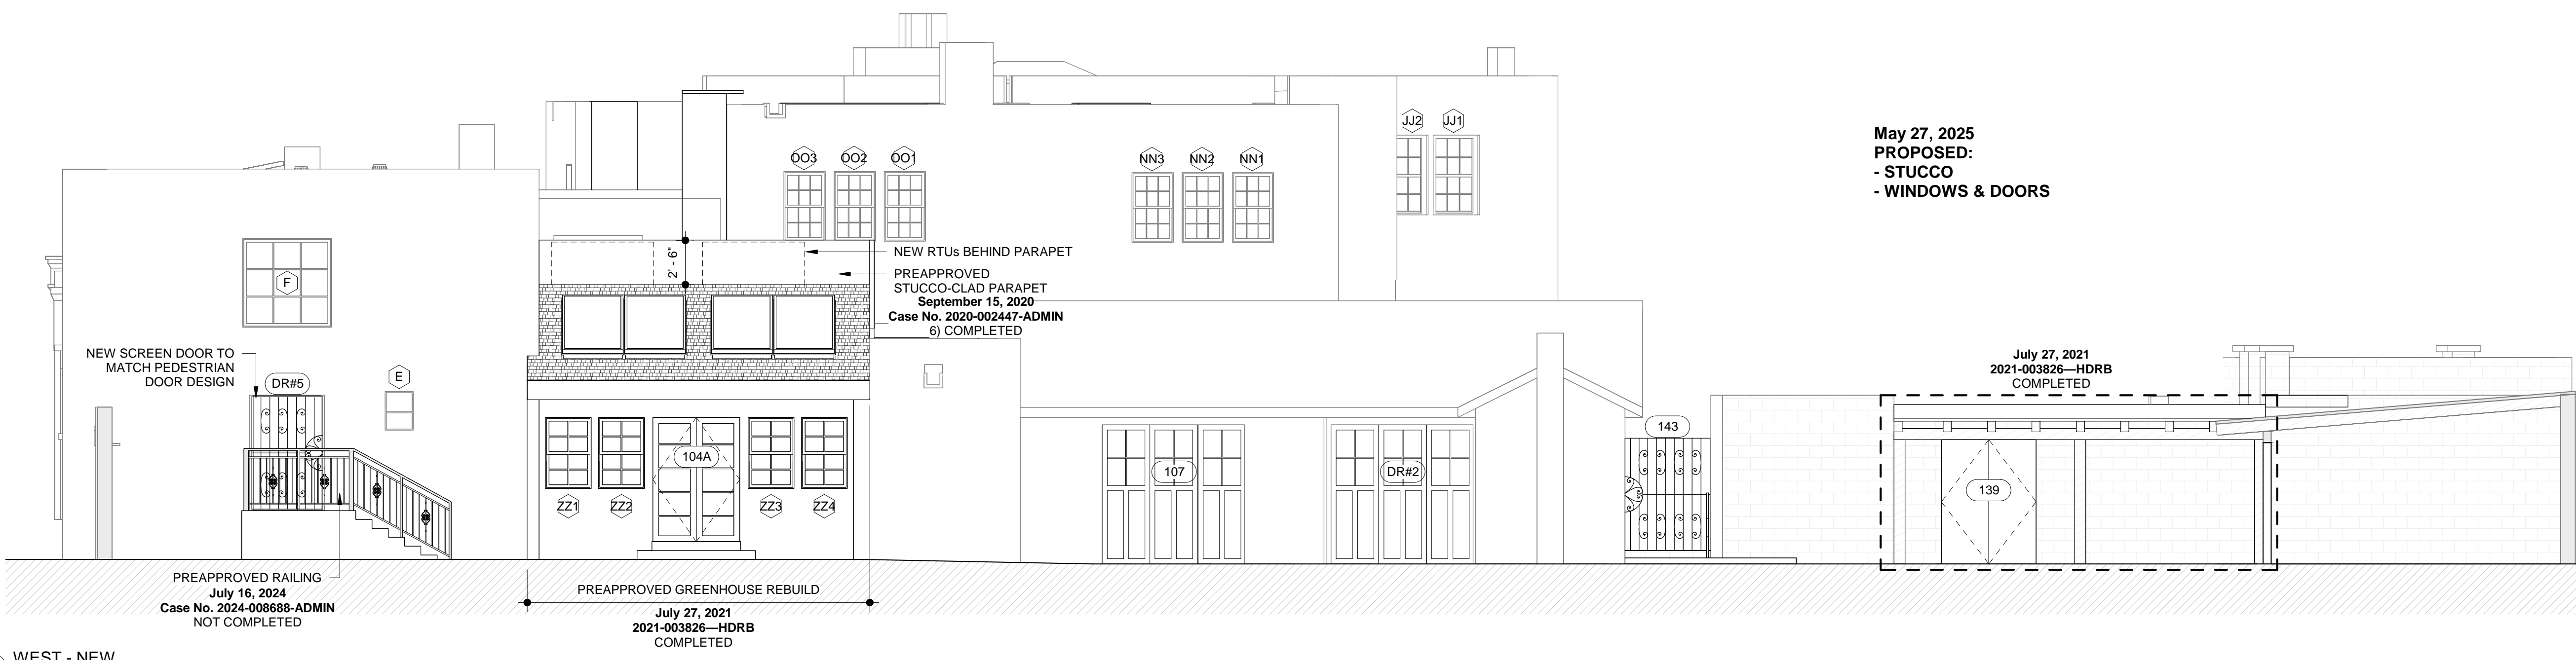 JJ2
JJ1
May 27, 2025
PROPOSED:
- STUCCO
- WINDOWS & DOORS
OO3
OO2
OO1
NN3
NN2
NN1
2' - 6"
NEW RTUs BEHIND PARAPET
PREAPPROVED
STUCCO-CLAD PARAPET
September 15, 2020
Case No. 2020-002447-ADMIN
6) COMPLETED
F
NEW SCREEN DOOR TO
MATCH PEDESTRIAN
DOOR DESIGN
DR#5
E
July 27, 2021
2021-003826—HDRB
COMPLETED
143
104A
107
DR#2
139
ZZ1
ZZ2
ZZ3
ZZ4
PREAPPROVED RAILING
July 16, 2024
Case No. 2024-008688-ADMIN
NOT COMPLETED
PREAPPROVED GREENHOUSE REBUILD
July 27, 2021
2021-003826—HDRB
COMPLETED
WEST - NEW